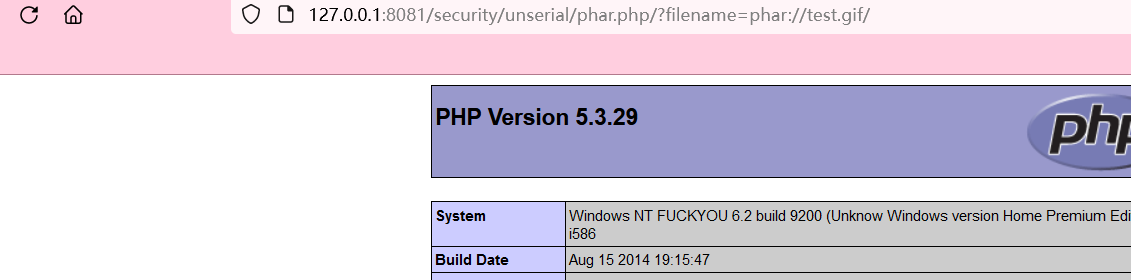 127.0.0.1:8081/security/unserial/phar.php/?filename=phar://test.gif/
PHP Version 5.3.29
php
System
Windows NT FUCKYOU 6.2 build 9200 (Unknow Windows version Home Premium Edi
i586
Build Date
Aug 15 2014 19:15:47